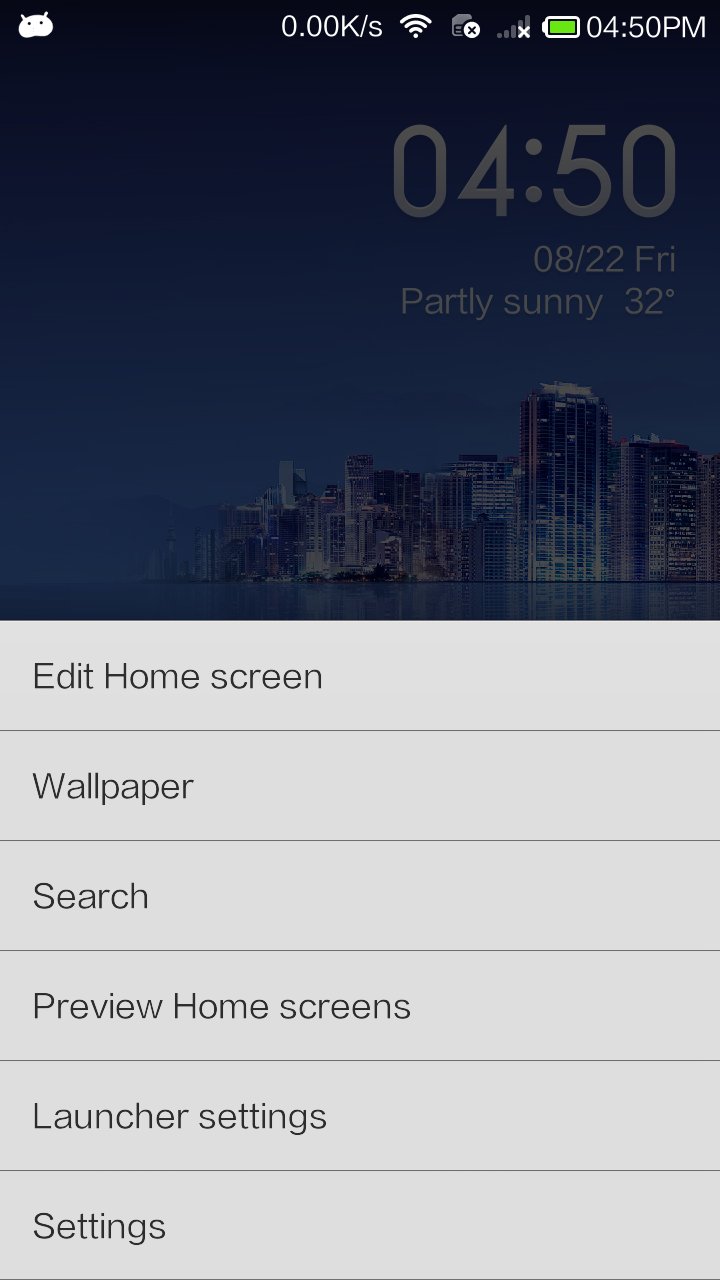 0.00K/s 04:50PM
04:50
08/22 Fri
Partly sunny 32°
Edit Home screen
Wallpaper
Search
Preview Home screens
Launcher settings
Settings